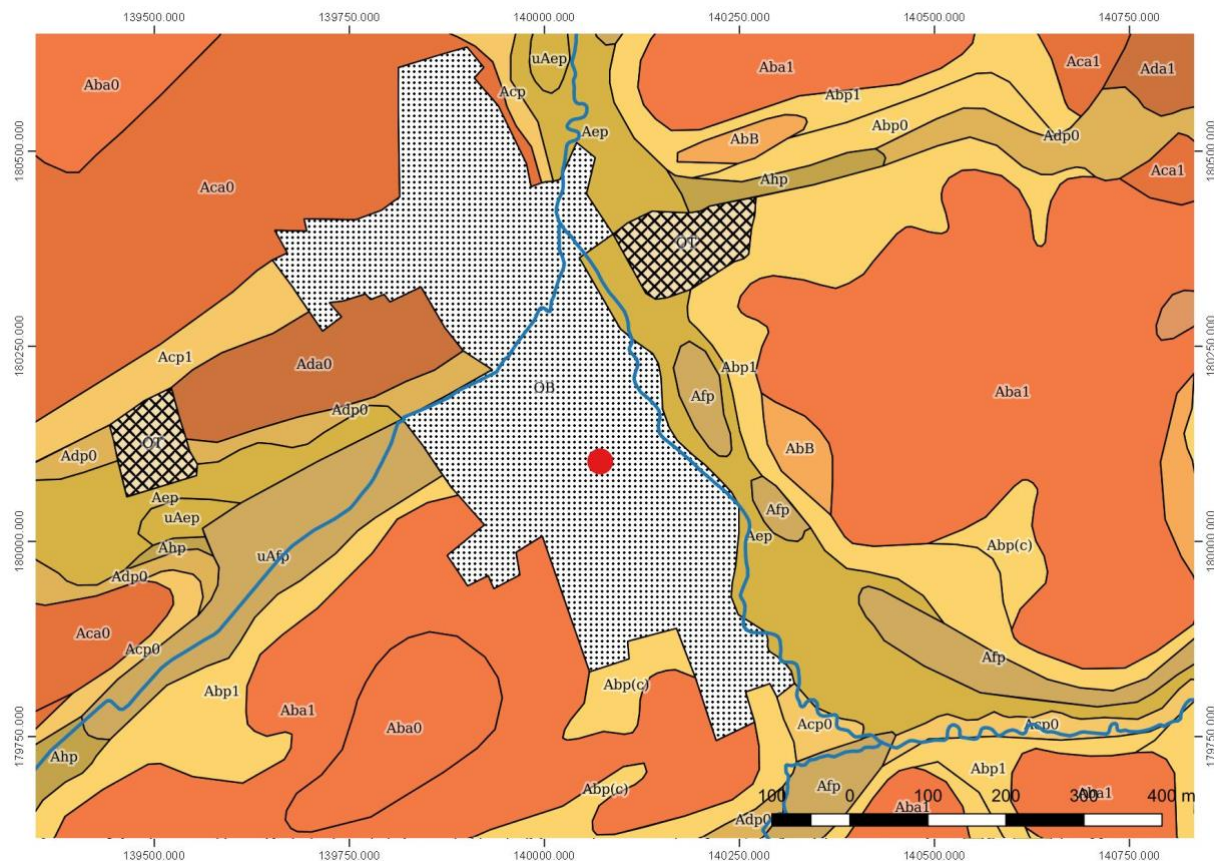 139500.000 139750.000 140000.000 140250.000 140500.000 140750.000
180500.000
180250.000
180000.000
179750.000
180500.000
180250.000
180000.000
179750.000
Aba0
uAep
Aba1
Aca1
Ada1
Acp
Abp1
Aep
AbB
Abp0
Adp0
Aca0
Ahp
Aca1
OT
Acp1
Ada0
Abp1
OB
Afp
Aba1
Adp0
OT
Adp0
AbB
Aep
uAep
Afp
Ahp
uAfp
Aep
Abp(c)
Adp0
Aca0
Acp0
Afp
Abp1
Abp(c)
Aba1
Aba0
Acp0
Acp0
Ahp
Abp(c)
Afp
Abp1
Aba1
Aba1
Adp0
100 0 100 200 300 400 m
139500.000 139750.000 140000.000 140250.000 140500.000 140750.000